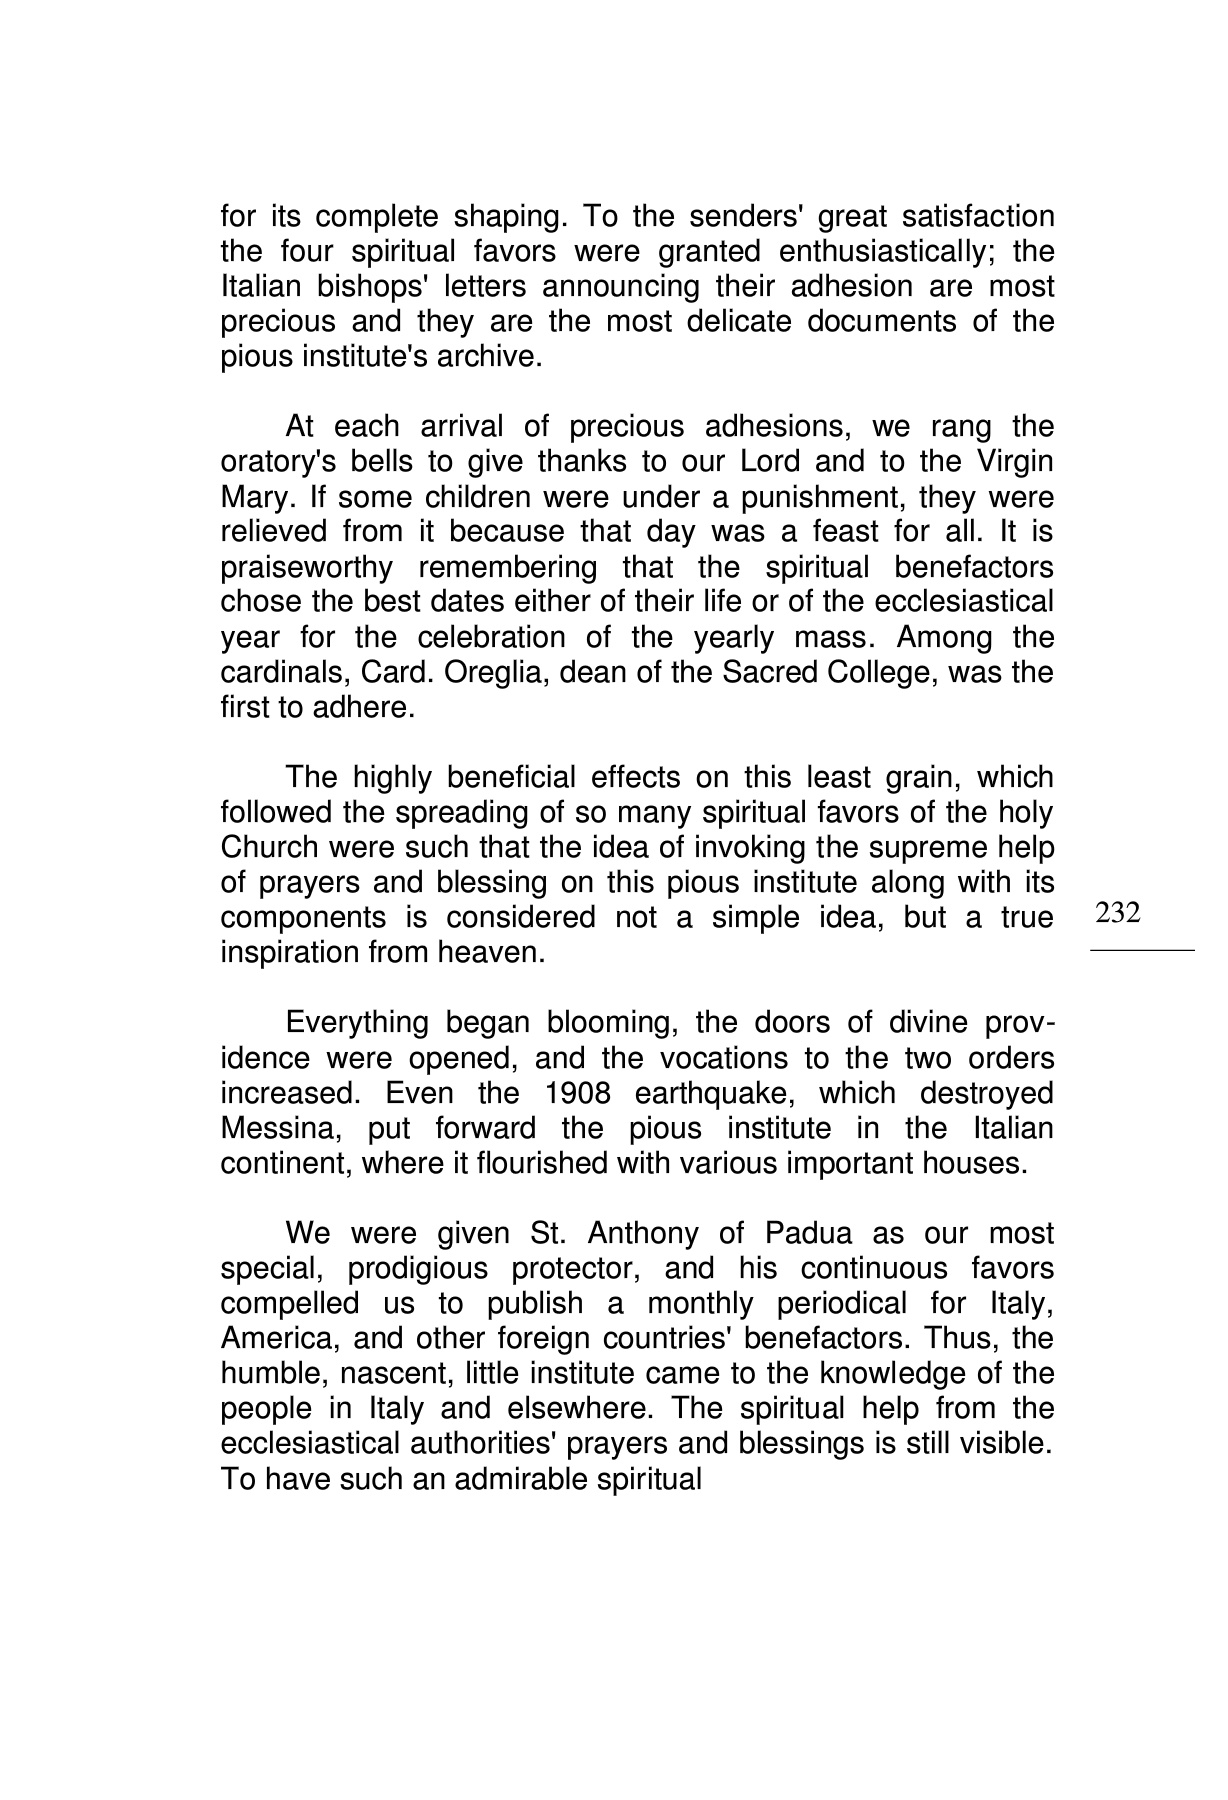 for its complete shaping. To the senders' great satisfaction
the four spiritual favors were granted enthusiastically; the
Italian bishops' letters announcing their adhesion are most
precious and they are the most delicate documents of the
pious institute's archive.
At each arrival of precious adhesions, we rang the
oratory's bells to give thanks to our Lord and to the Virgin
Mary. If some children were under a punishment, they were
relieved from it because that day was a feast for all. It is
praiseworthy remembering that the spiritual benefactors
chose the best dates either of their life or of the ecclesiastical
year for the celebration of the yearly mass. Among the
cardinals, Card. Oreglia, dean of the Sacred College, was the
first to adhere.
The highly beneficial effects on this least grain, which
followed the spreading of so many spiritual favors of the holy
Church were such that the idea of invoking the supreme help
of prayers and blessing on this pious institute along with its
components is considered not a simple idea, but a true
inspiration from heaven.
232
Everything began blooming, the doors of divine prov-
idence were opened, and the vocations to the two orders
increased. Even the 1908 earthquake, which destroyed
Messina, put forward the pious institute in the Italian
continent, where it flourished with various important houses.
We were given St. Anthony of Padua as our most
special, prodigious protector, and his continuous favors
compelled us to publish a monthly periodical for Italy,
America, and other foreign countries' benefactors. Thus, the
humble, nascent, little institute came to the knowledge of the
people in Italy and elsewhere. The spiritual help from the
ecclesiastical authorities' prayers and blessings is still visible.
To have such an admirable spiritual